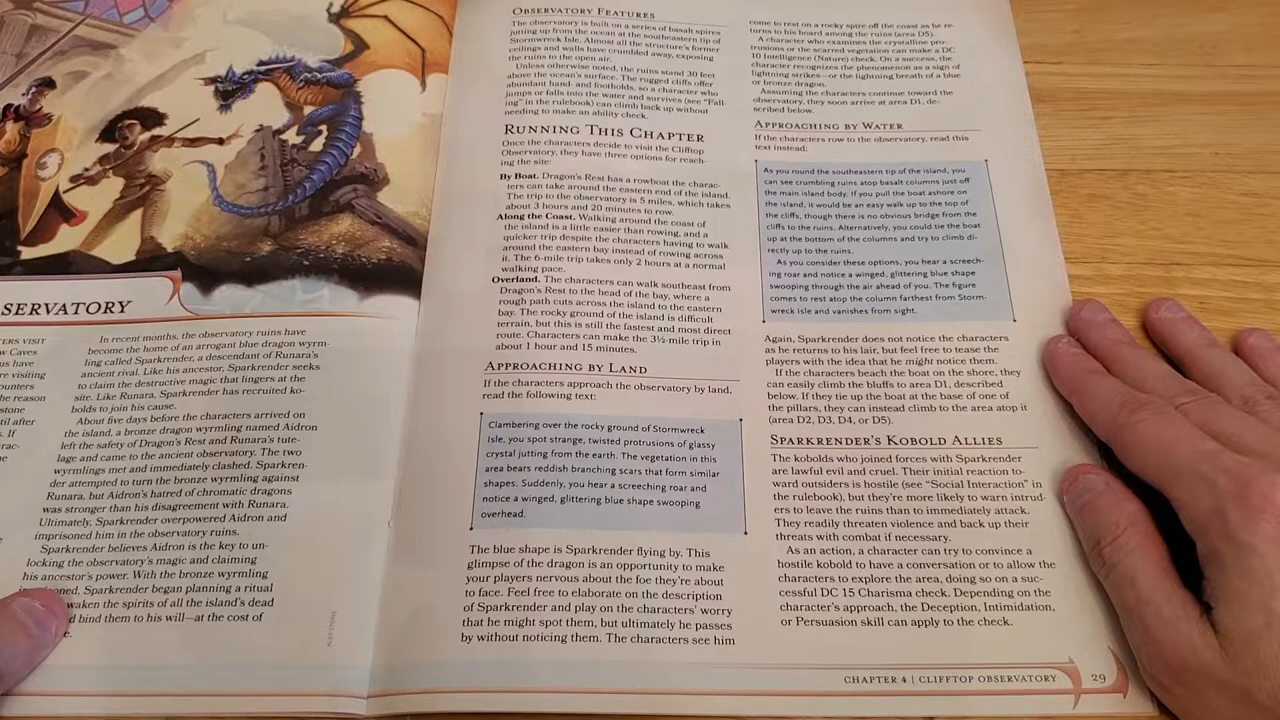 SERVATORY
ERS VISIT
w Caves
us have
re visiting
ounters
he reason
stone
til after
s. If
arac-
he
In recent months, the observatory ruins have
become the home of an arrogant blue dragon wyrm-
ling called Sparkrender, a descendant of Runara's
ancient rival. Like his ancestor, Sparkrender seeks
to claim the destructive magic that lingers at the
site. Like Runara, Sparkrender has recruited ko-
bolds to join his cause.
About five days before the characters arrived on
the island, a bronze dragon wyrmling named Aidron
left the safety of Dragon's Rest and Runara's tute-
lage and came to the ancient observatory. The two
wyrmlings met and immediately clashed. Sparkren-
der attempted to turn the bronze wyrmling against
Runara, but Aidron's hatred of chromatic dragons
was stronger than his disagreement with Runara.
Ultimately, Sparkrender overpowered Aidron and
imprisoned him in the observatory ruins.
Sparkrender believes Aidron is the key to un-
locking the observatory's magic and claiming
his ancestor's power. With the bronze wyrmling
oned, Sparkrender began planning a ritual
waken the spirits of all the island's dead
d bind them to his will—at the cost of
e.
ALEX STONE
OBSERVATORY FEATURES
The observatory is built on a series of basalt spires
jutting up from the ocean at the southeastern tip of
Stormwreck Isle. Almost all the structure's former
ceilings and walls have crumbled away, exposing
the ruins to the open air.
Unless otherwise noted, the ruins stand 30 feet
above the ocean's surface. The rugged cliffs offer
abundant hand- and footholds, so a character who
jumps or falls into the water and survives (see "Fall-
ing" in the rulebook) can climb back up without
needing to make an ability check.
RUNNING THIS CHAPTER
Once the characters decide to visit the Clifftop
Observatory, they have three options for reach-
ing the site:
By Boat. Dragon's Rest has a rowboat the charac-
ters can take around the eastern end of the island.
The trip to the observatory is 5 miles, which takes
about 3 hours and 20 minutes to row.
Along the Coast. Walking around the coast of
the island is a little easier than rowing, and a
quicker trip despite the characters having to walk
around the eastern bay instead of rowing across
it. The 6-mile trip takes only 2 hours at a normal
walking pace.
Overland. The characters can walk southeast from
Dragon's Rest to the head of the bay, where a
rough path cuts across the island to the eastern
bay. The rocky ground of the island is difficult
terrain, but this is still the fastest and most direct
route. Characters can make the 3½-mile trip in
about 1 hour and 15 minutes.
APPROACHING BY LAND
If the characters approach the observatory by land,
read the following text:
Clambering over the rocky ground of Stormwreck
Isle, you spot strange, twisted protrusions of glassy
crystal jutting from the earth. The vegetation in this
area bears reddish branching scars that form similar
shapes. Suddenly, you hear a screeching roar and
notice a winged, glittering blue shape swooping
overhead.
The blue shape is Sparkrender flying by. This
glimpse of the dragon is an opportunity to make
your players nervous about the foe they're about
to face. Feel free to elaborate on the description
of Sparkrender and play on the characters' worry
that he might spot them, but ultimately he passes
by without noticing them. The characters see him
come to rest on a rocky spire off the coast as he re-
turns to his hoard among the ruins (area D5).
A character who examines the crystalline pro-
trusions or the scarred vegetation can make a DC
10 Intelligence (Nature) check. On a success, the
character recognizes the phenomenon as a sign of
lightning strikes—or the lightning breath of a blue
or bronze dragon.
Assuming the characters continue toward the
observatory, they soon arrive at area D1, de-
scribed below.
APPROACHING BY WATER
If the characters row to the observatory, read this
text instead:
As you round the southeastern tip of the island, you
can see crumbling ruins atop basalt columns just off
the main island body. If you pull the boat ashore on
the island, it would be an easy walk up to the top of
the cliffs, though there is no obvious bridge from the
cliffs to the ruins. Alternatively, you could tie the boat
up at the bottom of the columns and try to climb di-
rectly up to the ruins.
As you consider these options, you hear a screech-
ing roar and notice a winged, glittering blue shape
swooping through the air ahead of you. The figure
comes to rest atop the column farthest from Storm-
wreck Isle and vanishes from sight.
Again, Sparkrender does not notice the characters
as he returns to his lair, but feel free to tease the
players with the idea that he might notice them.
If the characters beach the boat on the shore, they
can easily climb the bluffs to area D1, described
below. If they tie up the boat at the base of one of
the pillars, they can instead climb to the area atop it
(area D2, D3, D4, or D5).
SPARKRENDER'S KOBOLD ALLIES
The kobolds who joined forces with Sparkrender
are lawful evil and cruel. Their initial reaction to-
ward outsiders is hostile (see "Social Interaction" in
the rulebook), but they're more likely to warn intrud-
ers to leave the ruins than to immediately attack.
They readily threaten violence and back up their
threats with combat if necessary.
As an action, a character can try to convince a
hostile kobold to have a conversation or to allow the
characters to explore the area, doing so on a suc-
cessful DC 15 Charisma check. Depending on the
character's approach, the Deception, Intimidation,
or Persuasion skill can apply to the check.
CHAPTER 4 | CLIFFTOP OBSERVATORY 29